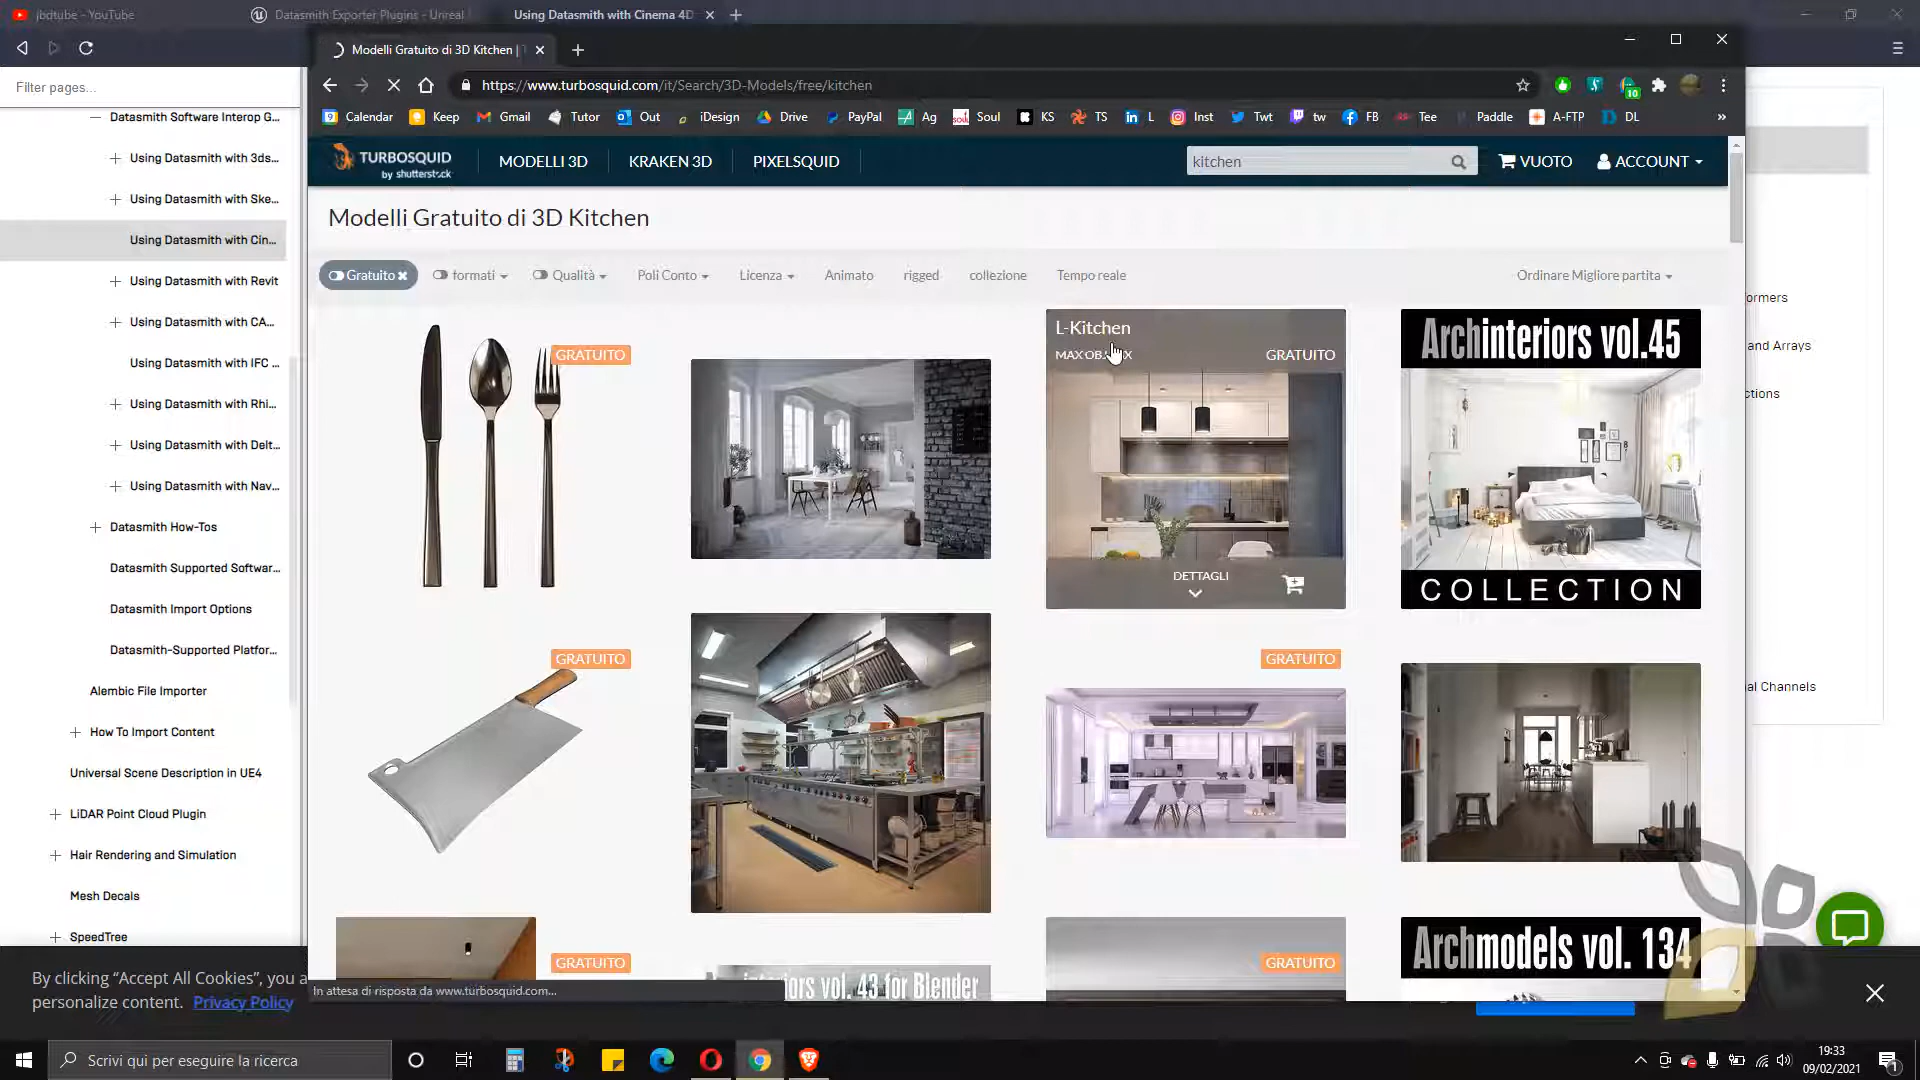 jbdtube - YouTube
Datasmith Exporter Plugins - Unreal
Using Datasmith with Cinema 4D
Modelli Gratuito di 3D Kitchen |
https://www.turbosquid.com/it/Search/3D-Models/free/kitchen
10
9 Calendar Keep Gmail Tutor Out iDesign Drive PayPal Ag Soul KS TS L Inst Twt tw FB Tee Paddle A-FTP DL »
TURBOSQUID
by shutterstock
MODELLI 3D
KRAKEN 3D
PIXELSQUID
kitchen
VUOTO
ACCOUNT
Modelli Gratuito di 3D Kitchen
Gratuito
formati
Qualità
Poli Conto
Licenza
Animato
rigged
collezione
Tempo reale
Ordinare Migliore partita
GRATUITO
L-Kitchen
GRATUITO
DETTAGLI
Archinteriors vol.45
COLLECTION
GRATUITO
GRATUITO
GRATUITO
interiors vol. 43 for Blender
GRATUITO
Archmodels vol. 134
In attesa di risposta da www.turbosquid.com...
Filter pages...
Datasmith Software Interop G...
Using Datasmith with 3ds...
Using Datasmith with Ske...
Using Datasmith with Cin...
Using Datasmith with Revit
Using Datasmith with CA...
Using Datasmith with IFC ...
Using Datasmith with Rhi...
Using Datasmith with Delt...
Using Datasmith with Nav...
Datasmith How-Tos
Datasmith Supported Softwar...
Datasmith Import Options
Datasmith-Supported Platfor...
Alembic File Importer
How To Import Content
Universal Scene Description in UE4
LiDAR Point Cloud Plugin
Hair Rendering and Simulation
Mesh Decals
SpeedTree
ormers
and Arrays
ctions
al Channels
By clicking “Accept All Cookies”, you a
personalize content. Privacy Policy
Scrivi qui per eseguire la ricerca
19:33
09/02/2021
1